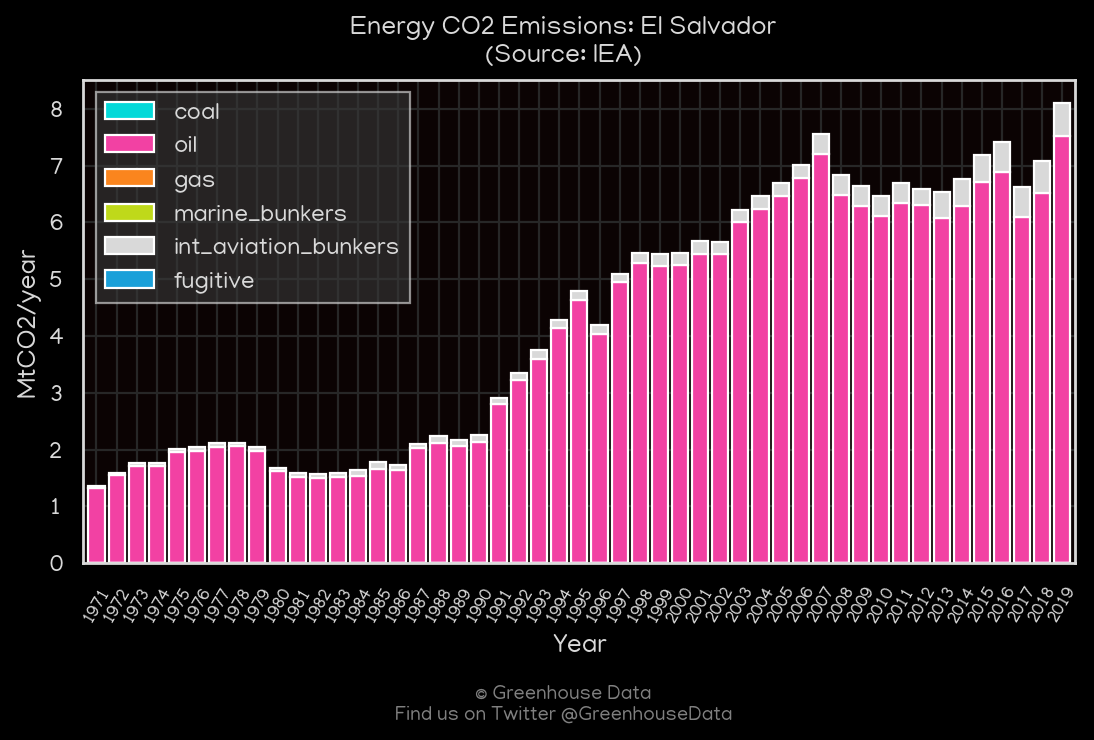 Energy CO2 Emissions: El Salvador
(Source: IEA)
8
7
6
5
4
3
2
1
0
MtCO2/year
coal
oil
gas
marine_bunkers
int_aviation_bunkers
fugitive
1971 1972 1973 1974 1975 1976 1977 1978 1979 1980 1981 1982 1983 1984 1985 1986 1987 1988 1989 1990 1991 1992 1993 1994 1995 1996 1997 1998 1999 2000 2001 2002 2003 2004 2005 2006 2007 2008 2009 2010 2011 2012 2013 2014 2015 2016 2017 2018 2019
Year
© Greenhouse Data
Find us on Twitter @GreenhouseData